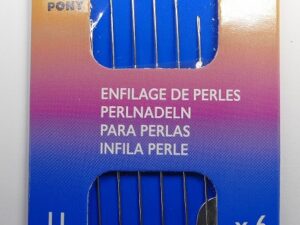 PONY
ENFILAGE DE PERLES
PERLNADELN
PARA PERLAS
INFILA PERLE
x 6